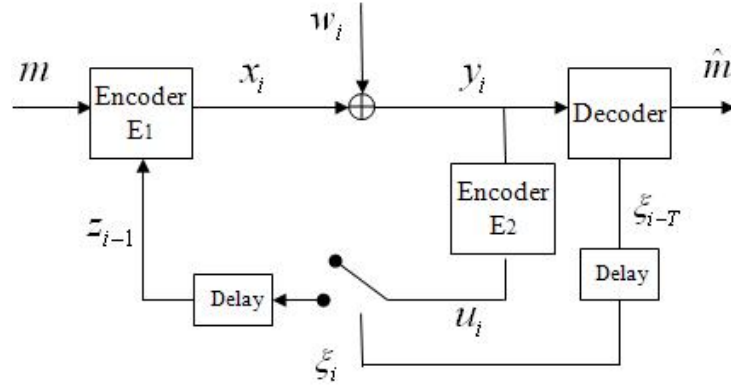 w_i
m
Encoder
E1
x_i
y_i
Decoder
m̂
Encoder
E2
z_{i-1}
ξ_{i-T}
Delay
Delay
u_i
ξ_i